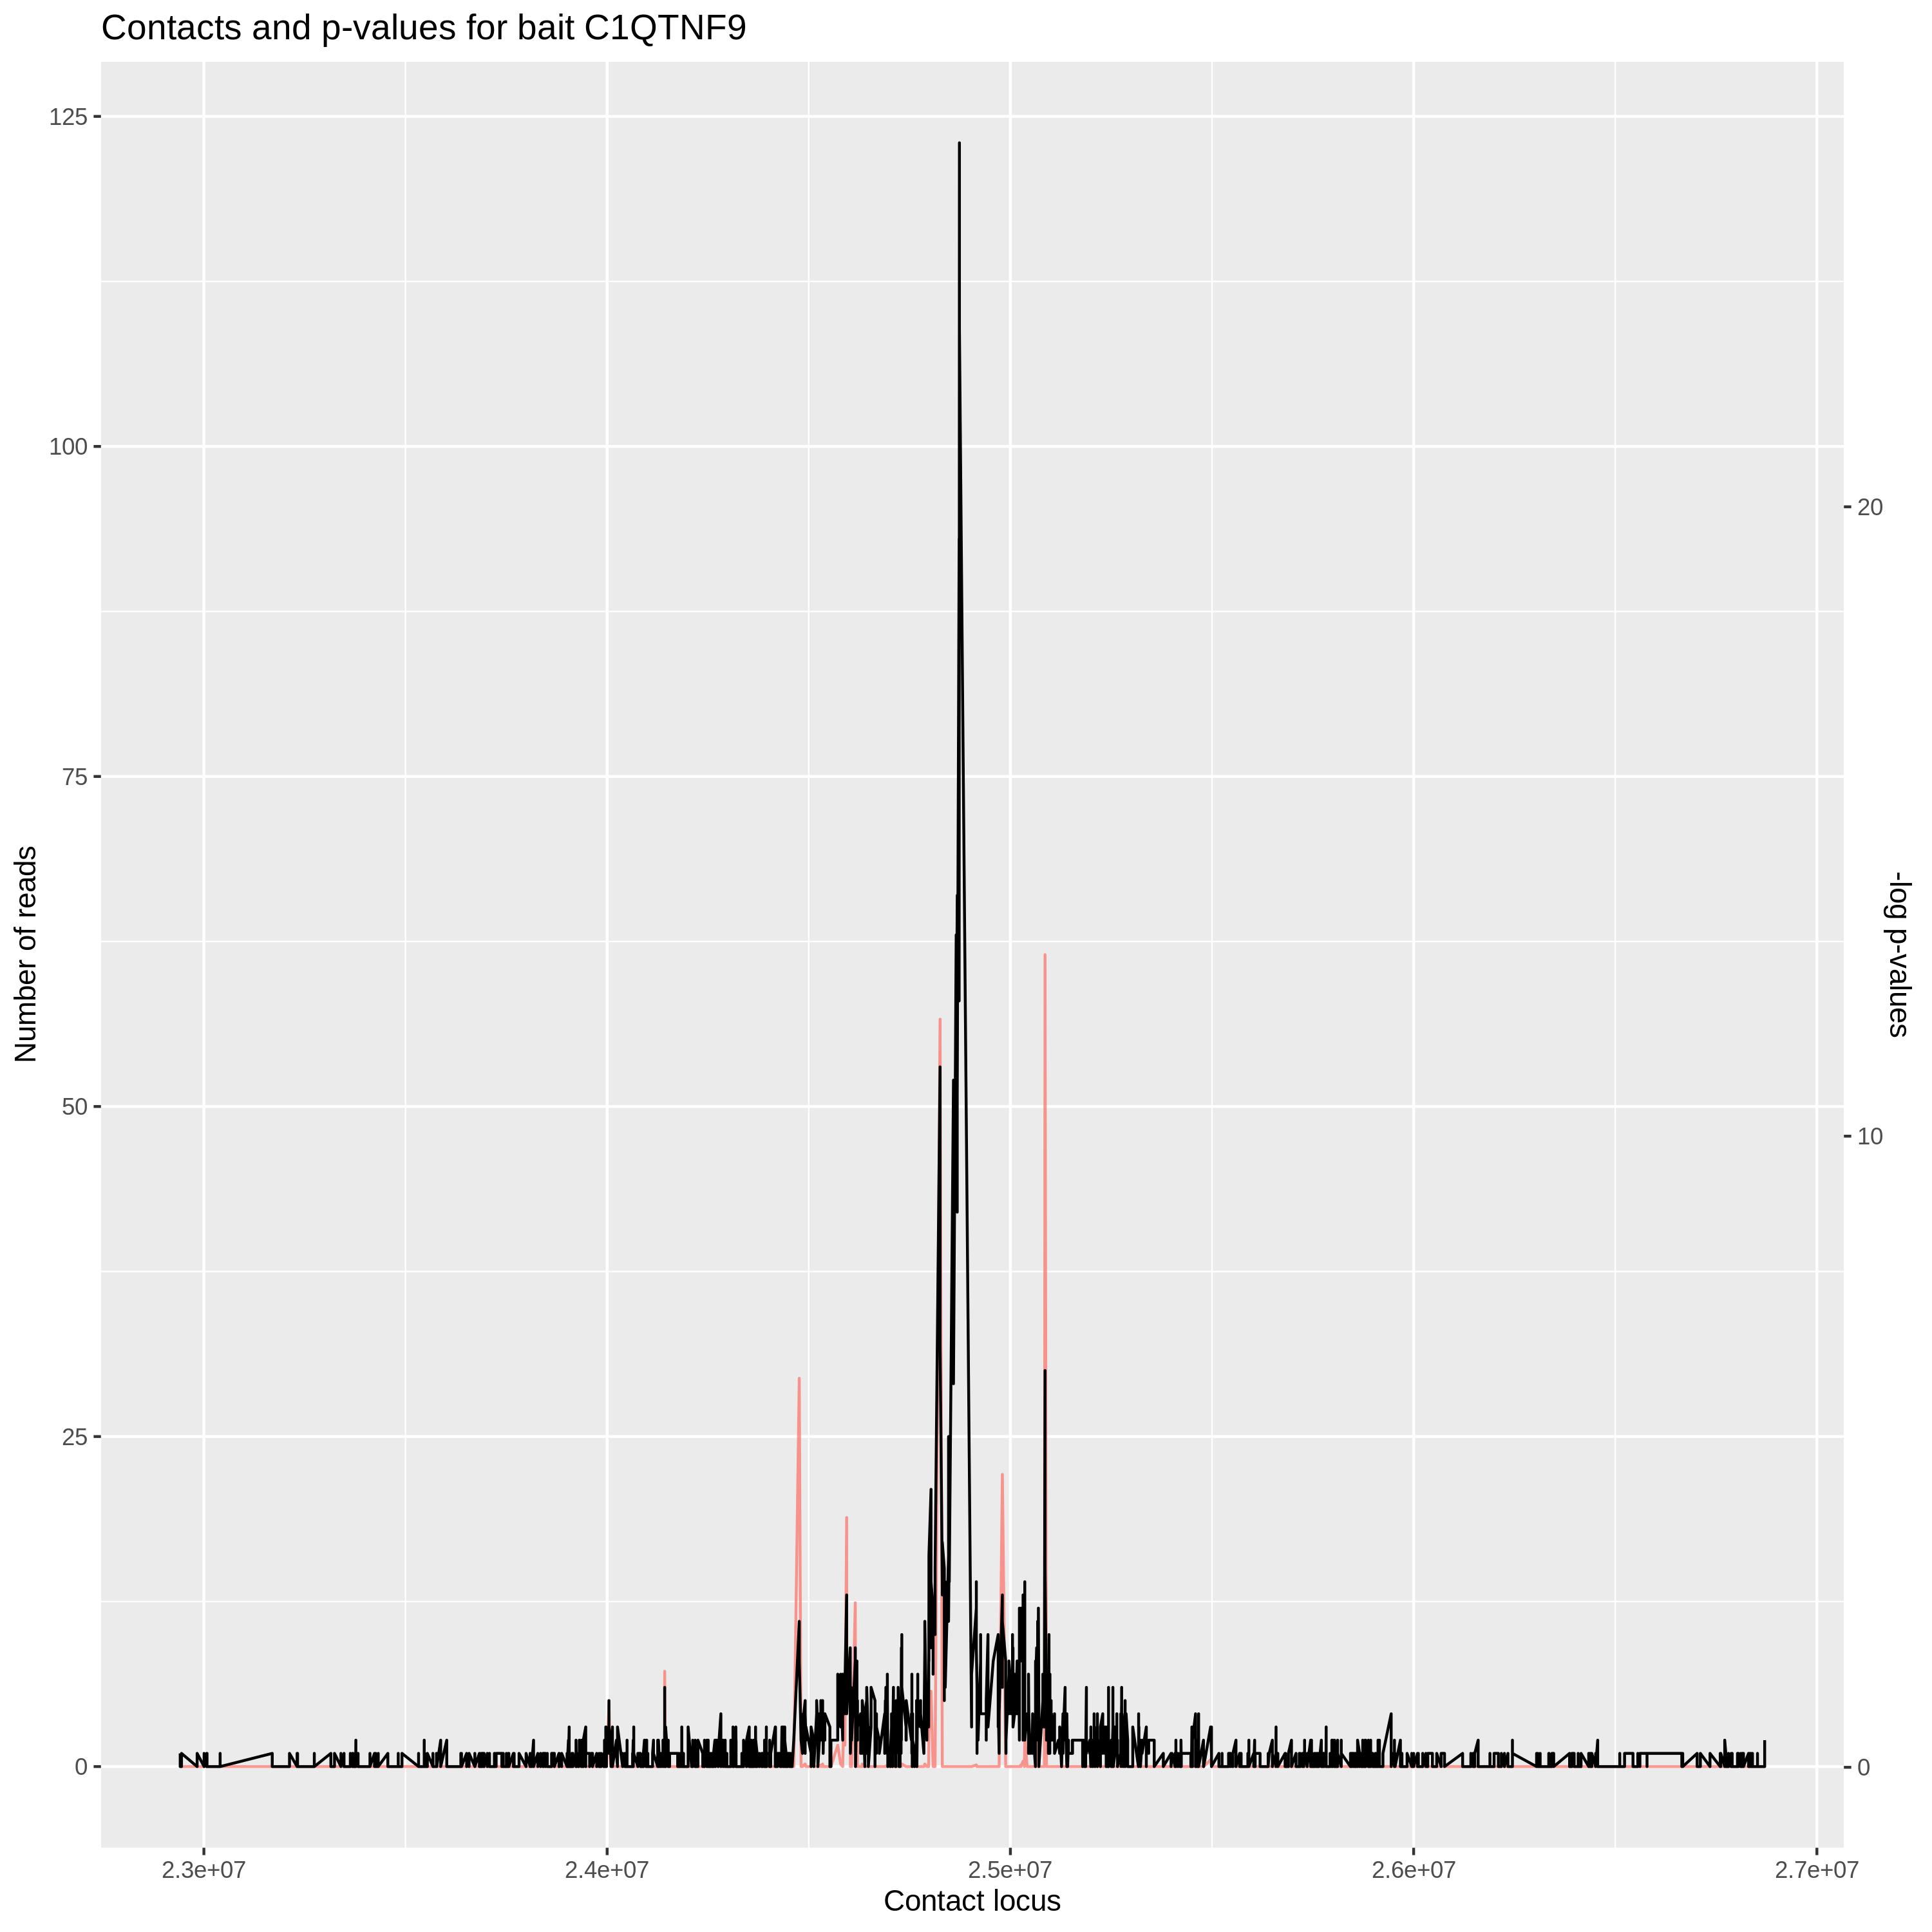 Contacts and p-values for bait C1QTNF9
125
100
75
50
25
0
Number of reads
20
10
0
-log p-values
2.3e+07
2.4e+07
2.5e+07
2.6e+07
2.7e+07
Contact locus